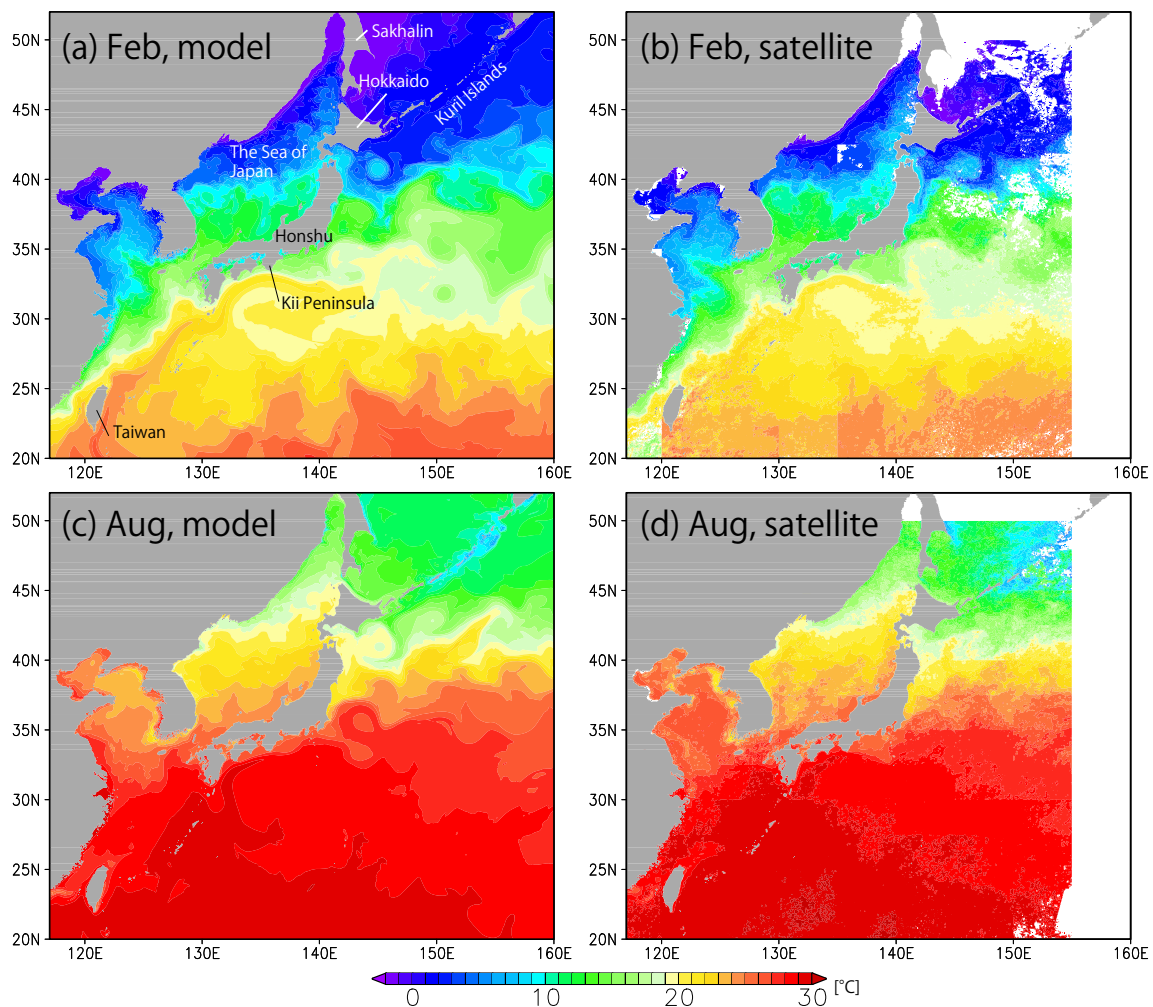 (a) Feb, model
Sakhalin
Hokkaido
Kuril Islands
The Sea of
Japan
Honshu
Kii Peninsula
Taiwan
50N
45N
40N
35N
30N
25N
20N
120E 130E 140E 150E 160E
(b) Feb, satellite
50N
45N
40N
35N
30N
25N
20N
120E 130E 140E 150E 160E
(c) Aug, model
50N
45N
40N
35N
30N
25N
20N
120E 130E 140E 150E 160E
(d) Aug, satellite
50N
45N
40N
35N
30N
25N
20N
120E 130E 140E 150E 160E
0 10 20 30 [°C]